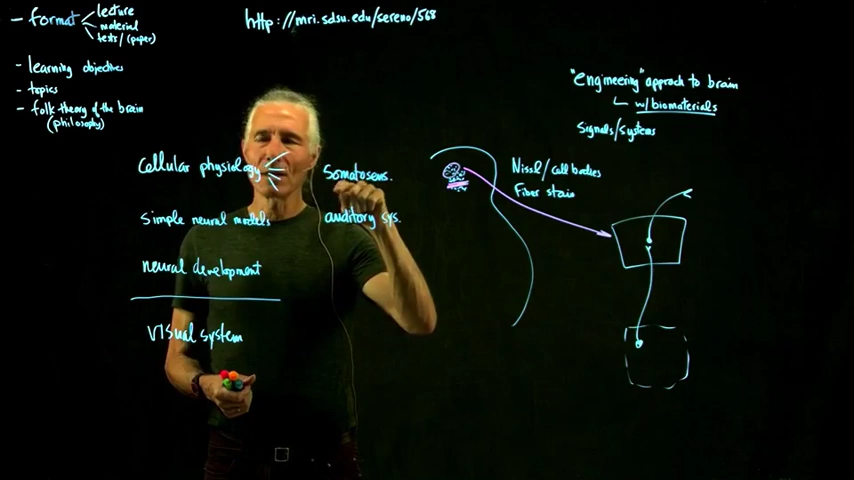 - format
lecture
material
tests/(paper)
http://mri.sdsu.edu/sereno/568
- learning objectives
- topics
- folk theory of the brain
(philosophy)
"engineering" approach to brain
w/ biomaterials
signals/systems
Cellular physiology
Somatosens.
Nissl/cell bodies
Fiber stain
Simple neural models
auditory sys.
neural development
Visual system